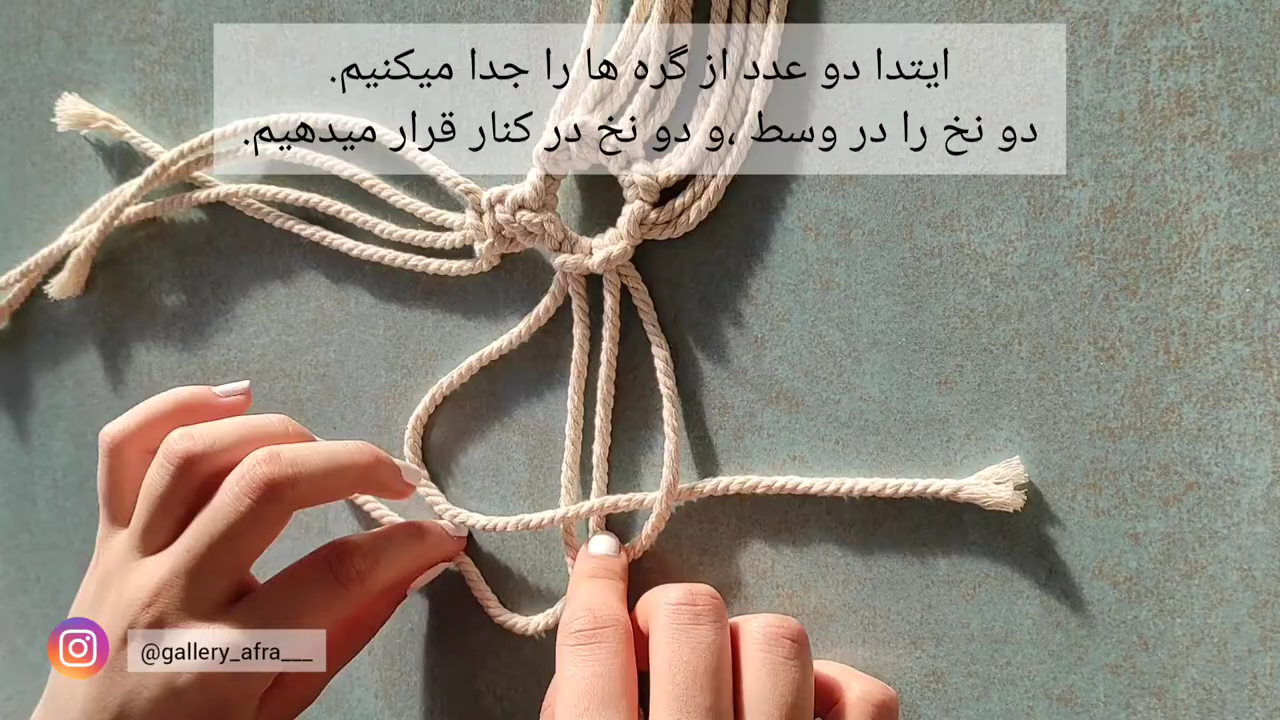 ایتدا دو عدد از گره ها را جدا میکنیم.
دو نخ را در وسط ،و دو نخ در کنار قرار میدهیم.
@gallery_afra___